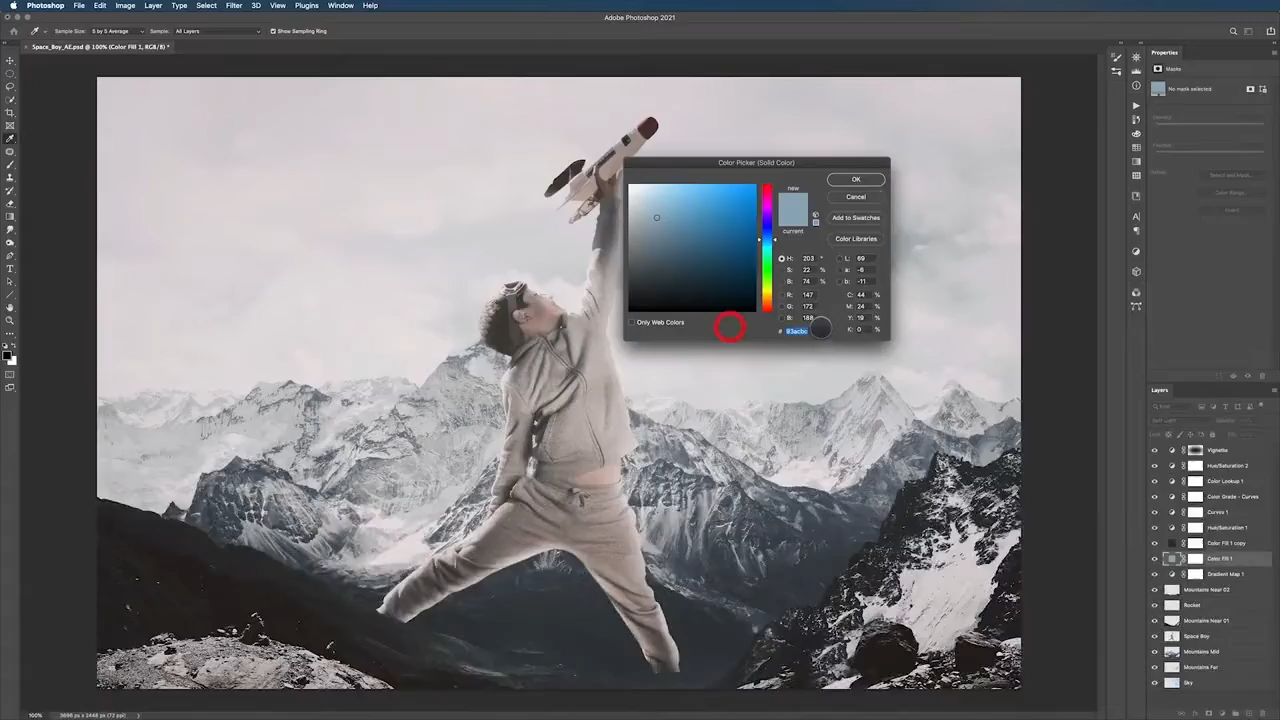 Photoshop File Edit Image Layer Type Select Filter 3D View Plugins Window Help
Adobe Photoshop 2021
Sample Size: 5 by 5 Average Sample: All Layers Show Sampling Ring
Space_Boy_AE.psd @ 100% (Color Fill 1, RGB/8) *
Properties
Masks
No mask selected
Color Picker (Solid Color)
new
current
OK
Cancel
Add to Swatches
Color Libraries
H: 203 °
S: 22 %
B: 74 %
R: 147
G: 172
B: 188
# 93acbc
L: 69
a: -6
b: -11
C: 44 %
M: 24 %
Y: 19 %
K: 0 %
Only Web Colors
Layers
Vignette
Hue/Saturation 2
Color Lookup 1
Color Grade - Curves
Curves 1
Hue/Saturation 1
Color Fill 1 copy
Color Fill 1
Gradient Map 1
Mountains Near 02
Rocket
Mountains Near 01
Space Boy
Mountains Mid
Mountains Far
Sky
100% 3696 px x 2448 px (72 ppi)